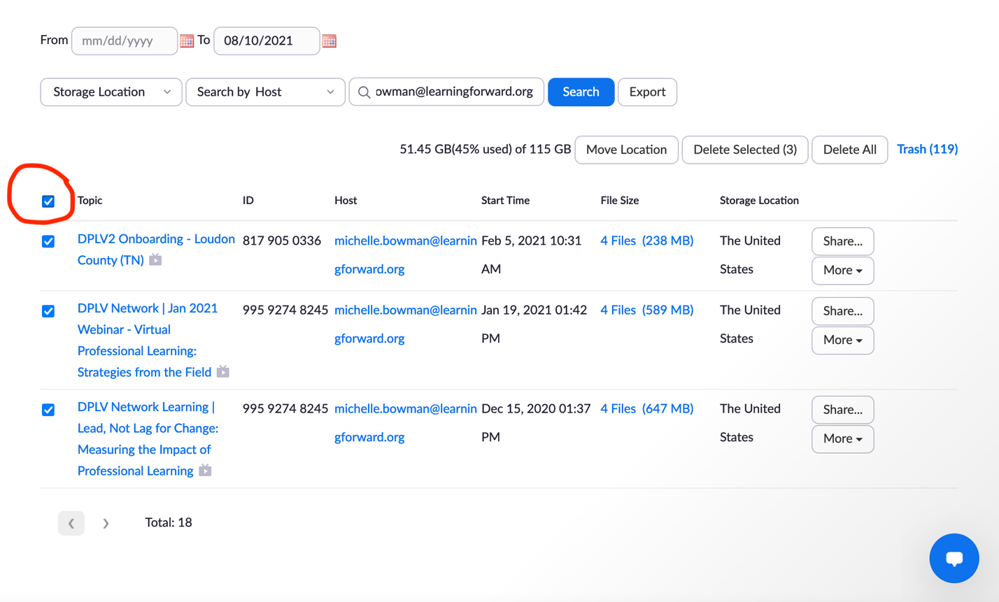 From mm/dd/yyyy To 08/10/2021
Storage Location Search by Host owman@learningforward.org Search Export
51.45 GB(45% used) of 115 GB Move Location Delete Selected (3) Delete All Trash (119)
Topic ID Host Start Time File Size Storage Location
DPLV2 Onboarding - Loudon 817 905 0336 michelle.bowman@learnin Feb 5, 2021 10:31 4 Files (238 MB) The United Share...
County (TN) gforward.org AM States More
DPLV Network | Jan 2021 995 9274 8245 michelle.bowman@learnin Jan 19, 2021 01:42 4 Files (589 MB) The United Share...
Webinar - Virtual gforward.org PM States More
Professional Learning:
Strategies from the Field
DPLV Network Learning | 995 9274 8245 michelle.bowman@learnin Dec 15, 2020 01:37 4 Files (647 MB) The United Share...
Lead, Not Lag for Change: gforward.org PM States More
Measuring the Impact of
Professional Learning
Total: 18